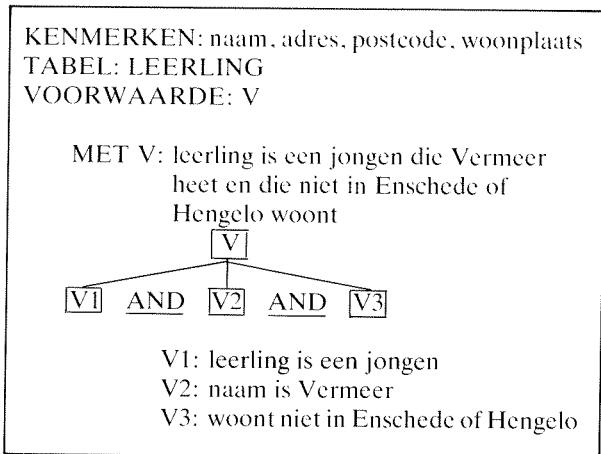 KENMERKEN: naam, adres, postcode, woonplaats
TABEL: LEERLING
VOORWAARDE: V
MET V: leerling is een jongen die Vermeer
heet en die niet in Enschede of
Hengelo woont
V
V1 AND V2 AND V3
V1: leerling is een jongen
V2: naam is Vermeer
V3: woont niet in Enschede of Hengelo